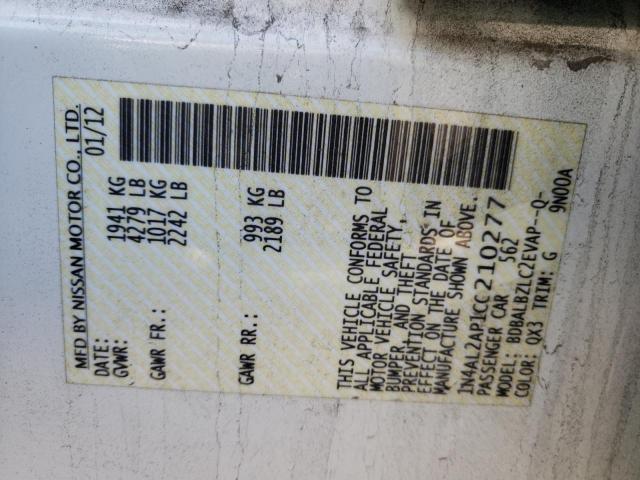 MFD BY NISSAN MOTOR CO., LTD.
DATE: 01/12
GVWR: 1941 KG
4279 LB
GAWR FR: 1017 KG
2242 LB
GAWR RR: 993 KG
2189 LB
THIS VEHICLE CONFORMS TO
ALL APPLICABLE FEDERAL
MOTOR VEHICLE SAFETY,
BUMPER, AND THEFT
PREVENTION STANDARDS IN
EFFECT ON THE DATE OF
MANUFACTURE SHOWN ABOVE.
1N4AL2AP1CC210277
PASSENGER CAR 562
MODEL: BDBALBZLC2EVAP--Q-
COLOR: QX3 TRIM: G 9N00A